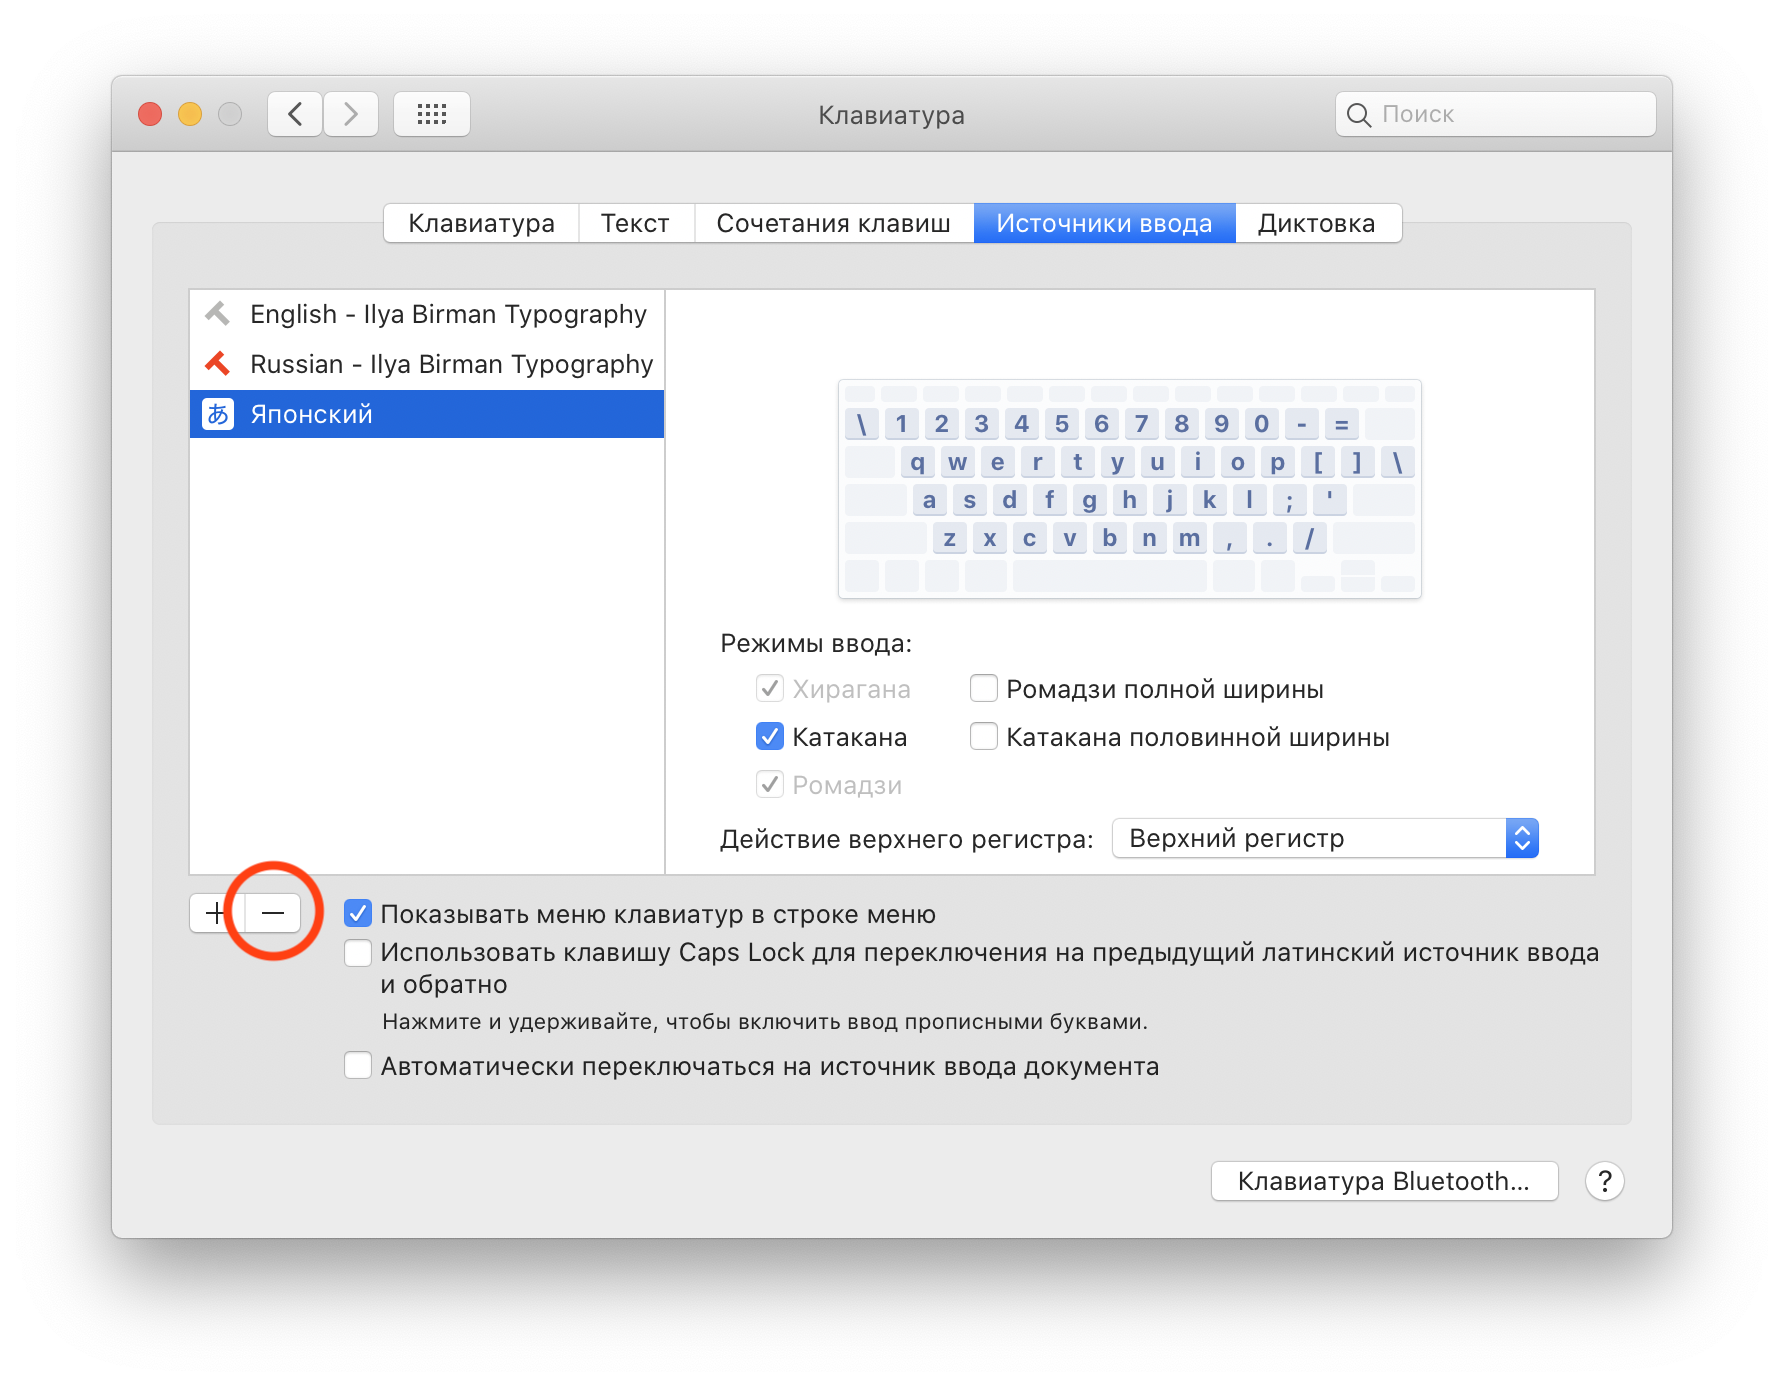 Клавиатура
Поиск
Клавиатура Текст Сочетания клавиш Источники ввода Диктовка
English - Ilya Birman Typography
Russian - Ilya Birman Typography
あ Японский
\ 1 2 3 4 5 6 7 8 9 0 - =
q w e r t y u i o p [ ] \
a s d f g h j k l ; '
z x c v b n m , . /
Режимы ввода:
Хирагана Ромадзи полной ширины
Катакана Катакана половинной ширины
Ромадзи
Действие верхнего регистра: Верхний регистр
+ − Показывать меню клавиатур в строке меню
Использовать клавишу Caps Lock для переключения на предыдущий латинский источник ввода
и обратно
Нажмите и удерживайте, чтобы включить ввод прописными буквами.
Автоматически переключаться на источник ввода документа
Клавиатура Bluetooth... ?